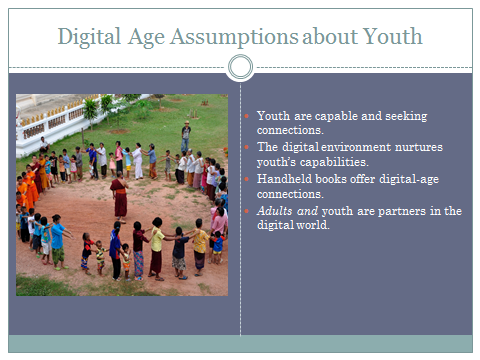 Digital Age Assumptions about Youth
Youth are capable and seeking
connections.
The digital environment nurtures
youth's capabilities.
Handheld books offer digital-age
connections.
Adults and youth are partners in the
digital world.